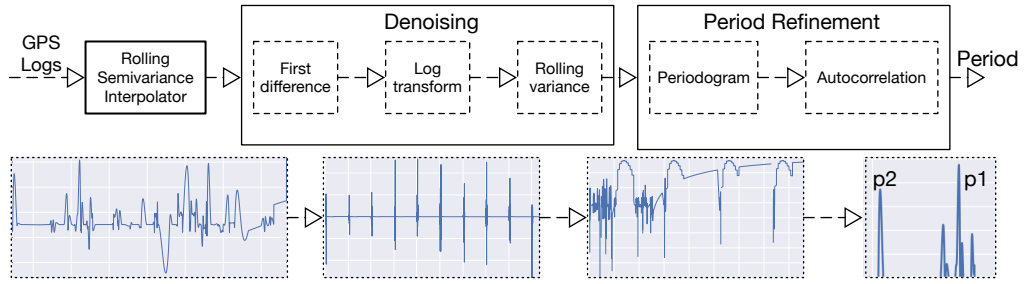 GPS
Logs
Rolling
Semivariance
Interpolator
Denoising
First
difference
Log
transform
Rolling
variance
Period Refinement
Periodogram
Autocorrelation
Period
p2
p1